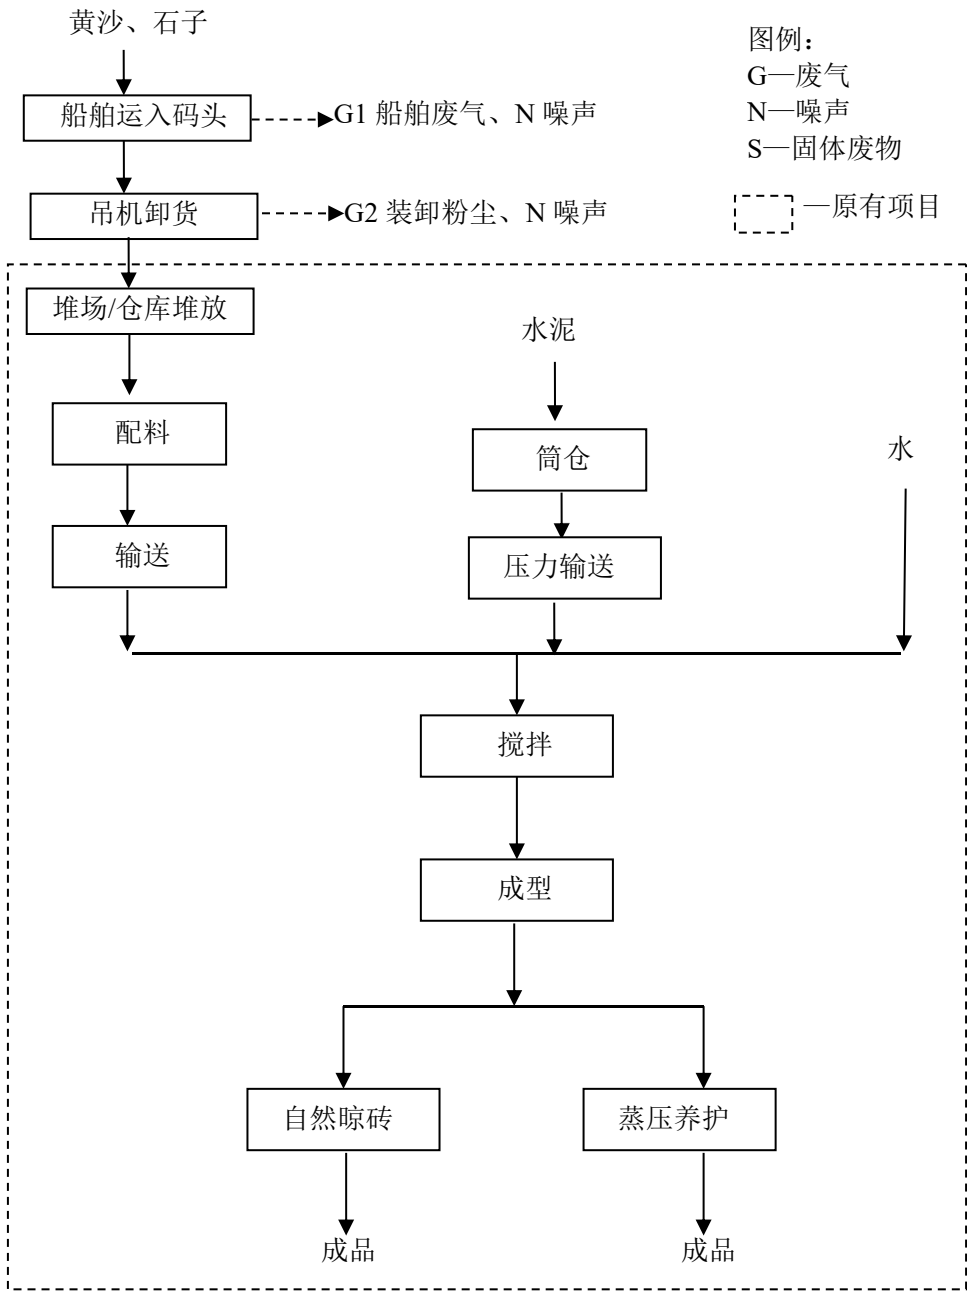 黄沙、石子
图例：
G—废气
N—噪声
S—固体废物
—原有项目
船舶运入码头
G1 船舶废气、N 噪声
吊机卸货
G2 装卸粉尘、N 噪声
堆场/仓库堆放
水泥
配料
筒仓
水
输送
压力输送
搅拌
成型
自然晾砖
蒸压养护
成品
成品